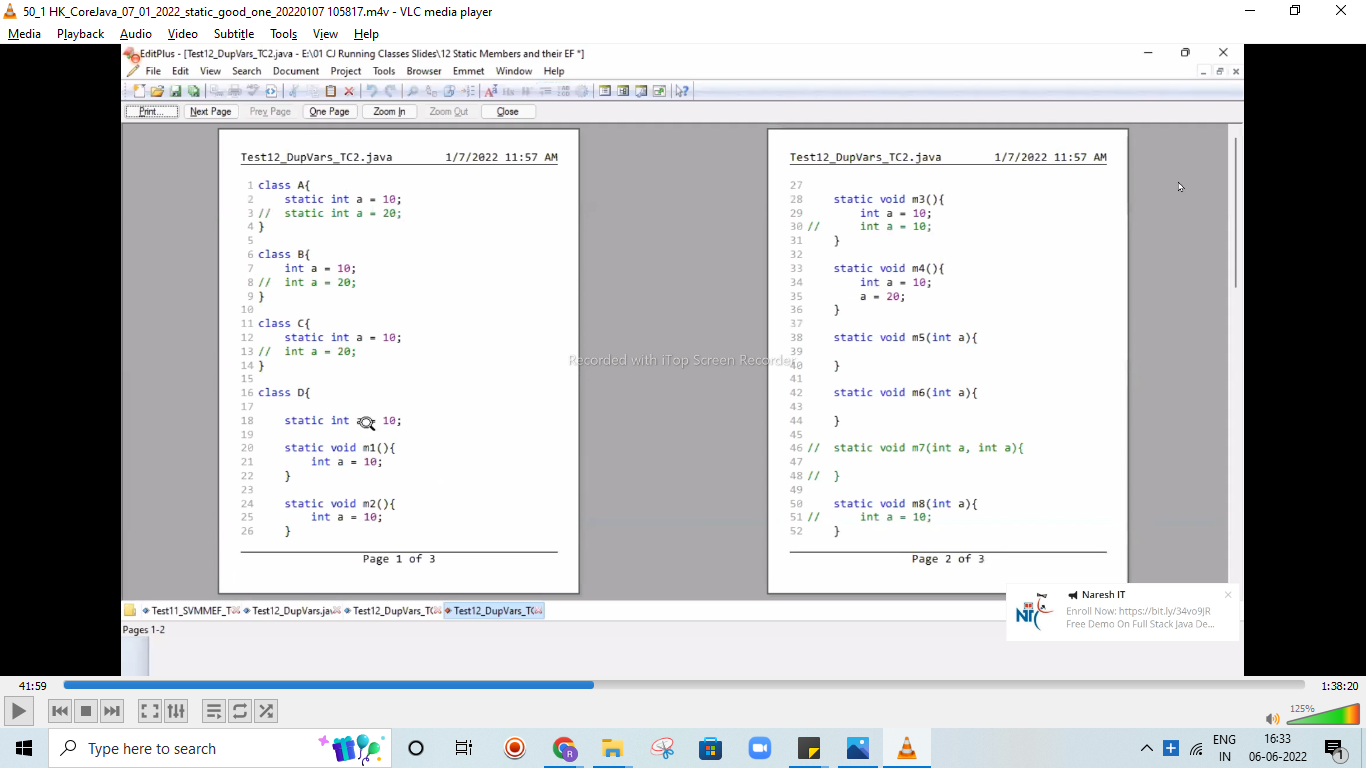 50_1 HK_CoreJava_07_01_2022_static_good_one_20220107 105817.m4v - VLC media player
Media Playback Audio Video Subtitle Tools View Help
EditPlus - [Test12_DupVars_TC2.java - E:\01 CJ Running Classes Slides\12 Static Members and their EF *]
File Edit View Search Document Project Tools Browser Emmet Window Help
Print... Next Page Prev Page One Page Zoom In Zoom Out Close
Test12_DupVars_TC2.java 1/7/2022 11:57 AM
1 class A{
2 static int a = 10;
3 // static int a = 20;
4 }
5
6 class B{
7 int a = 10;
8 // int a = 20;
9 }
10
11 class C{
12 static int a = 10;
13 // int a = 20;
14 }
15
16 class D{
17
18 static int = 10;
19
20 static void m1(){
21 int a = 10;
22 }
23
24 static void m2(){
25 int a = 10;
26 }
Page 1 of 3
Test12_DupVars_TC2.java 1/7/2022 11:57 AM
27
28 static void m3(){
29 int a = 10;
30 // int a = 10;
31 }
32
33 static void m4(){
34 int a = 10;
35 a = 20;
36 }
37
38 static void m5(int a){
39
40 }
41
42 static void m6(int a){
43
44 }
45
46 // static void m7(int a, int a){
47
48 // }
49
50 static void m8(int a){
51 // int a = 10;
52 }
Page 2 of 3
Recorded with iTop Screen Recorder
Naresh IT
Enroll Now: https://bit.ly/34vo9JR
Free Demo On Full Stack Java De...
Test11_SVMMEF_T Test12_DupVars.jav Test12_DupVars_TC Test12_DupVars_TC
Pages 1-2
41:59 1:38:20
125%
Type here to search
ENG
IN
16:33
06-06-2022
1